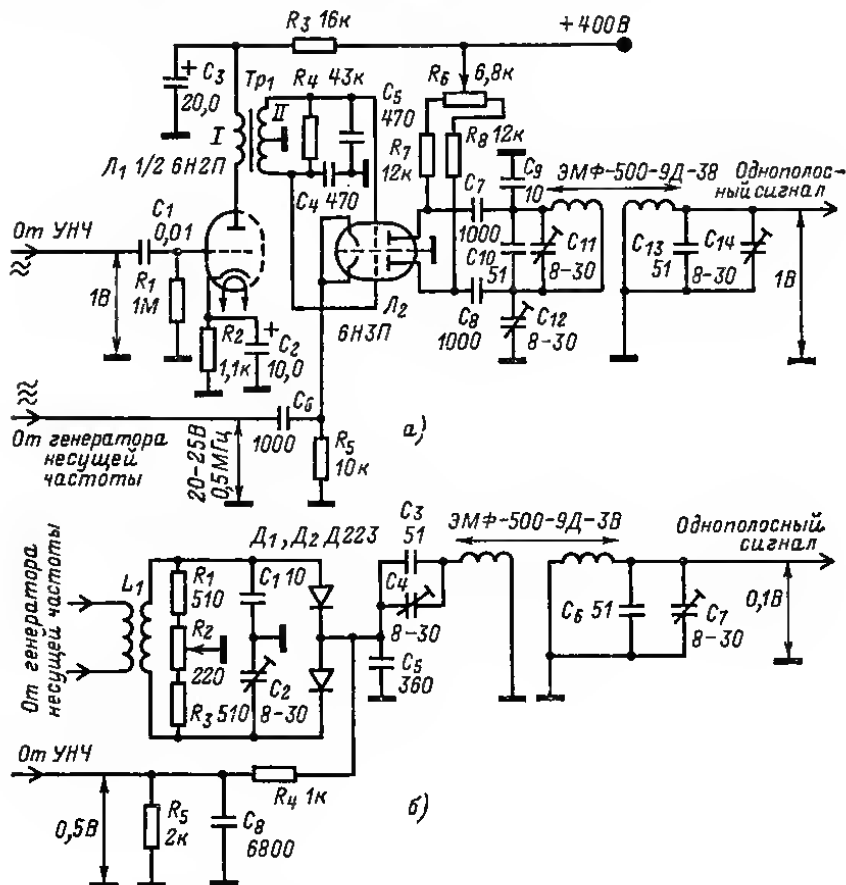 R3 16к
+400В
C3
20,0
Тр1
R4 43к
C5
470
R6
6,8к
I
II
R7
12к
R8 12к
C9
10
ЭМФ-500-9Д-3В
Однополос-
ный сигнал
Л1 1/2 6Н2П
C4 470
C7
1000
От УНЧ
C1
0,01
C10
51
C11
8-30
C13
51
C14
8-30
1В
R1
1М
Л2
6Н3П
C8
1000
C12
8-30
1В
R2
1,1к
C2
10,0
От генератора
несущей
частоты
C6
1000
20-25В
0,5МГц
R5
10к
а)
C3
51
ЭМФ-500-9Д-3В
Однополосный
сигнал
Д1, Д2 Д223
От генератора
несущей частоты
L1
R1
510
C1 10
C4
8-30
R2
220
C6 51
C7
8-30
0,1В
R3 510
C2
8-30
C5
360
От УНЧ
R4 1к
б)
0,5В
R5
2к
C8
6800